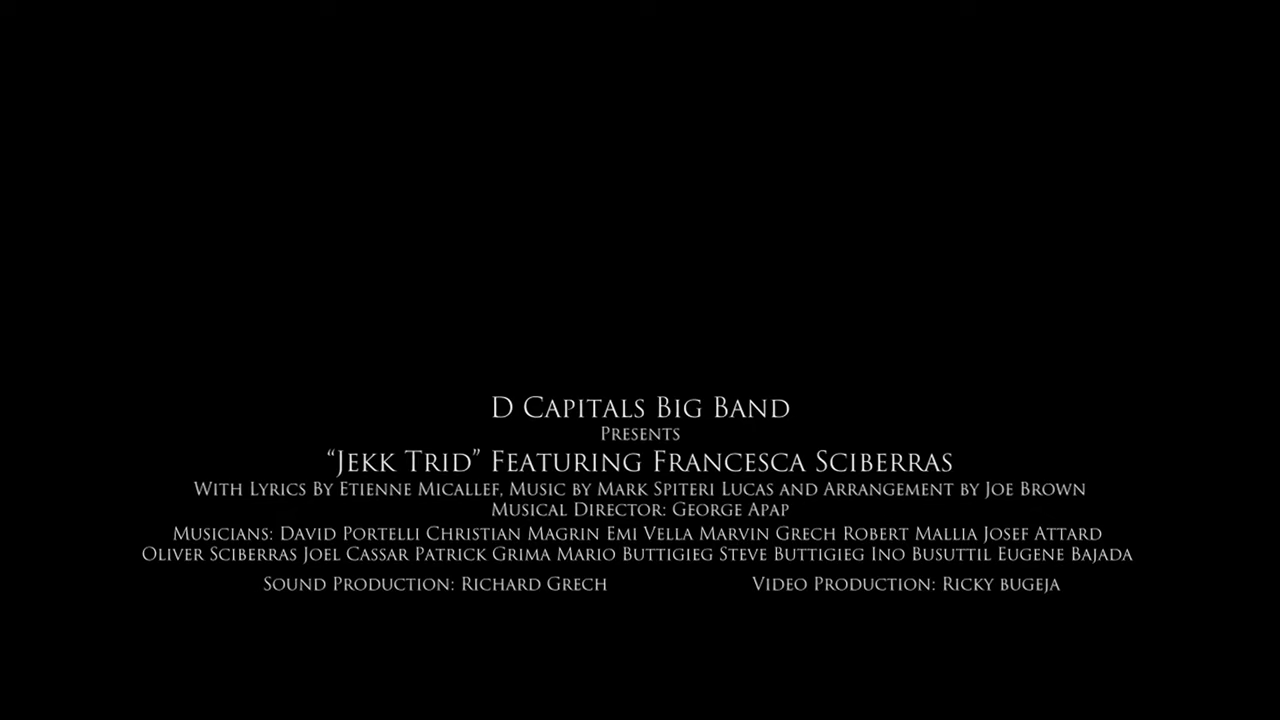 D Capitals Big Band
Presents
“Jekk Trid” Featuring Francesca Sciberras
With Lyrics By Etienne Micallef, Music by Mark Spiteri Lucas and Arrangement by Joe Brown
Musical Director: George Apap
Musicians: David Portelli Christian Magrin Emi Vella Marvin Grech Robert Mallia Josef Attard
Oliver Sciberras Joel Cassar Patrick Grima Mario Buttigieg Steve Buttigieg Ino Busuttil Eugene Bajada
Sound Production: Richard Grech Video Production: Ricky bugeja